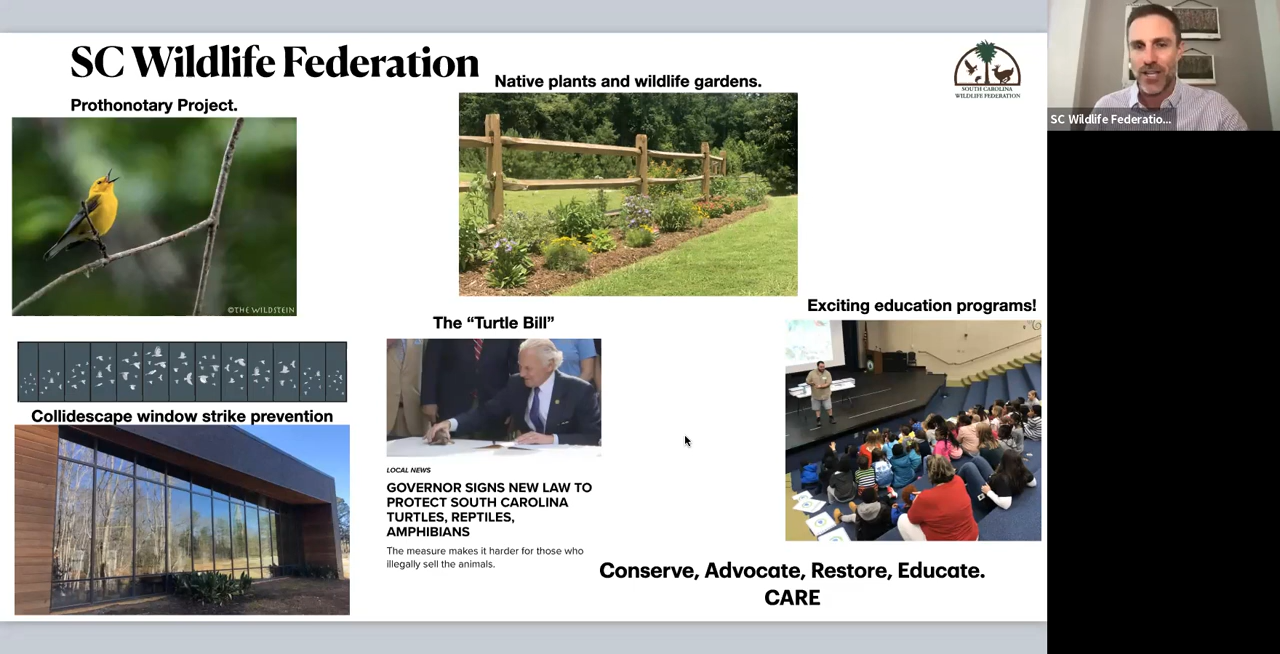 SC Wildlife Federation
Native plants and wildlife gardens.
SOUTH CAROLINA
WILDLIFE FEDERATION
SC Wildlife Federatio...
Prothonotary Project.
©THE WILDSTEIN
Exciting education programs!
The “Turtle Bill”
Collidescape window strike prevention
LOCAL NEWS
GOVERNOR SIGNS NEW LAW TO
PROTECT SOUTH CAROLINA
TURTLES, REPTILES,
AMPHIBIANS
The measure makes it harder for those who
illegally sell the animals.
Conserve, Advocate, Restore, Educate.
CARE